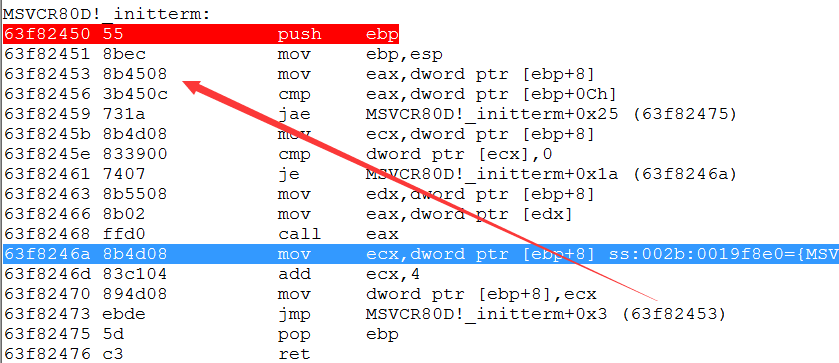 MSVCR80D!_initterm:
63f82450 55 push ebp
63f82451 8bec mov ebp,esp
63f82453 8b4508 mov eax,dword ptr [ebp+8]
63f82456 3b450c cmp eax,dword ptr [ebp+0Ch]
63f82459 731a jae MSVCR80D!_initterm+0x25 (63f82475)
63f8245b 8b4d08 mov ecx,dword ptr [ebp+8]
63f8245e 833900 cmp dword ptr [ecx],0
63f82461 7407 je MSVCR80D!_initterm+0x1a (63f8246a)
63f82463 8b5508 mov edx,dword ptr [ebp+8]
63f82466 8b02 mov eax,dword ptr [edx]
63f82468 ffd0 call eax
63f8246a 8b4d08 mov ecx,dword ptr [ebp+8] ss:002b:0019f8e0={MSV
63f8246d 83c104 add ecx,4
63f82470 894d08 mov dword ptr [ebp+8],ecx
63f82473 ebde jmp MSVCR80D!_initterm+0x3 (63f82453)
63f82475 5d pop ebp
63f82476 c3 ret